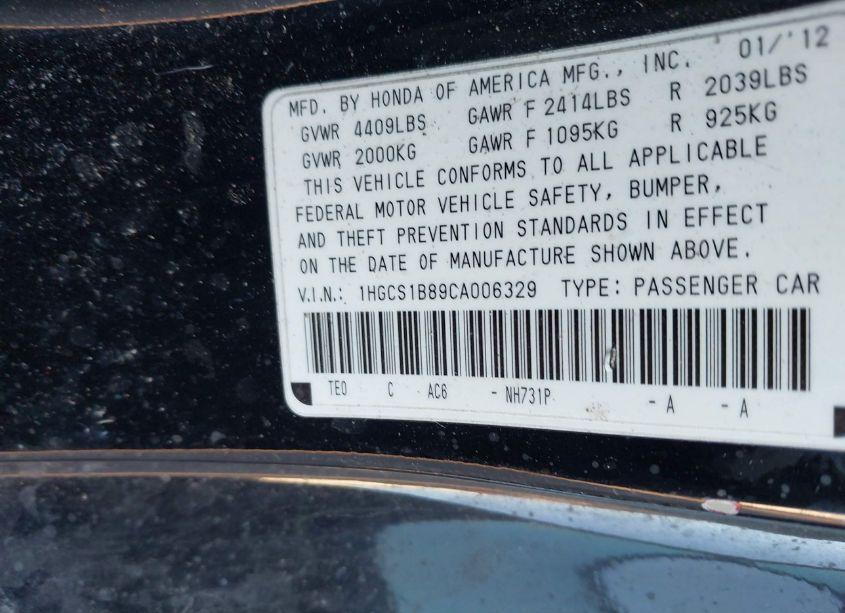 MFD. BY HONDA OF AMERICA MFG., INC. 01/'12
GVWR 4409LBS GAWR F 2414LBS R 2039LBS
GVWR 2000KG GAWR F 1095KG R 925KG
THIS VEHICLE CONFORMS TO ALL APPLICABLE
FEDERAL MOTOR VEHICLE SAFETY, BUMPER,
AND THEFT PREVENTION STANDARDS IN EFFECT
ON THE DATE OF MANUFACTURE SHOWN ABOVE.
V.I.N.: 1HGCS1B89CA006329 TYPE: PASSENGER CAR
TE0 C AC6 - NH731P - A - A